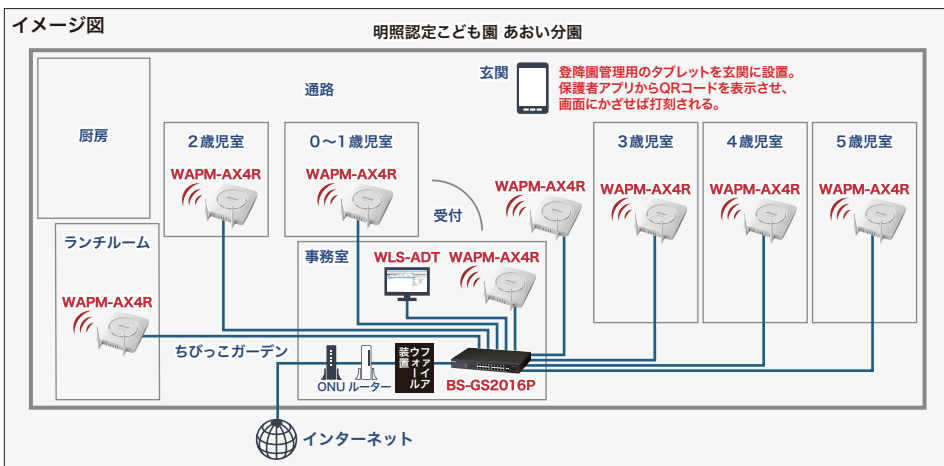 イメージ図
明照認定こども園 あおい分園
玄関
登降園管理用のタブレットを玄関に設置。
保護者アプリからQRコードを表示させ、
画面にかざせば打刻される。
通路
厨房
2歳児室
0〜1歳児室
3歳児室
4歳児室
5歳児室
WAPM-AX4R
WAPM-AX4R
WAPM-AX4R
WAPM-AX4R
WAPM-AX4R
WAPM-AX4R
受付
ランチルーム
事務室
WLS-ADT
WAPM-AX4R
WAPM-AX4R
ちびっこガーデン
ファイア
ウォール
装置
ONU
ルーター
BS-GS2016P
インターネット